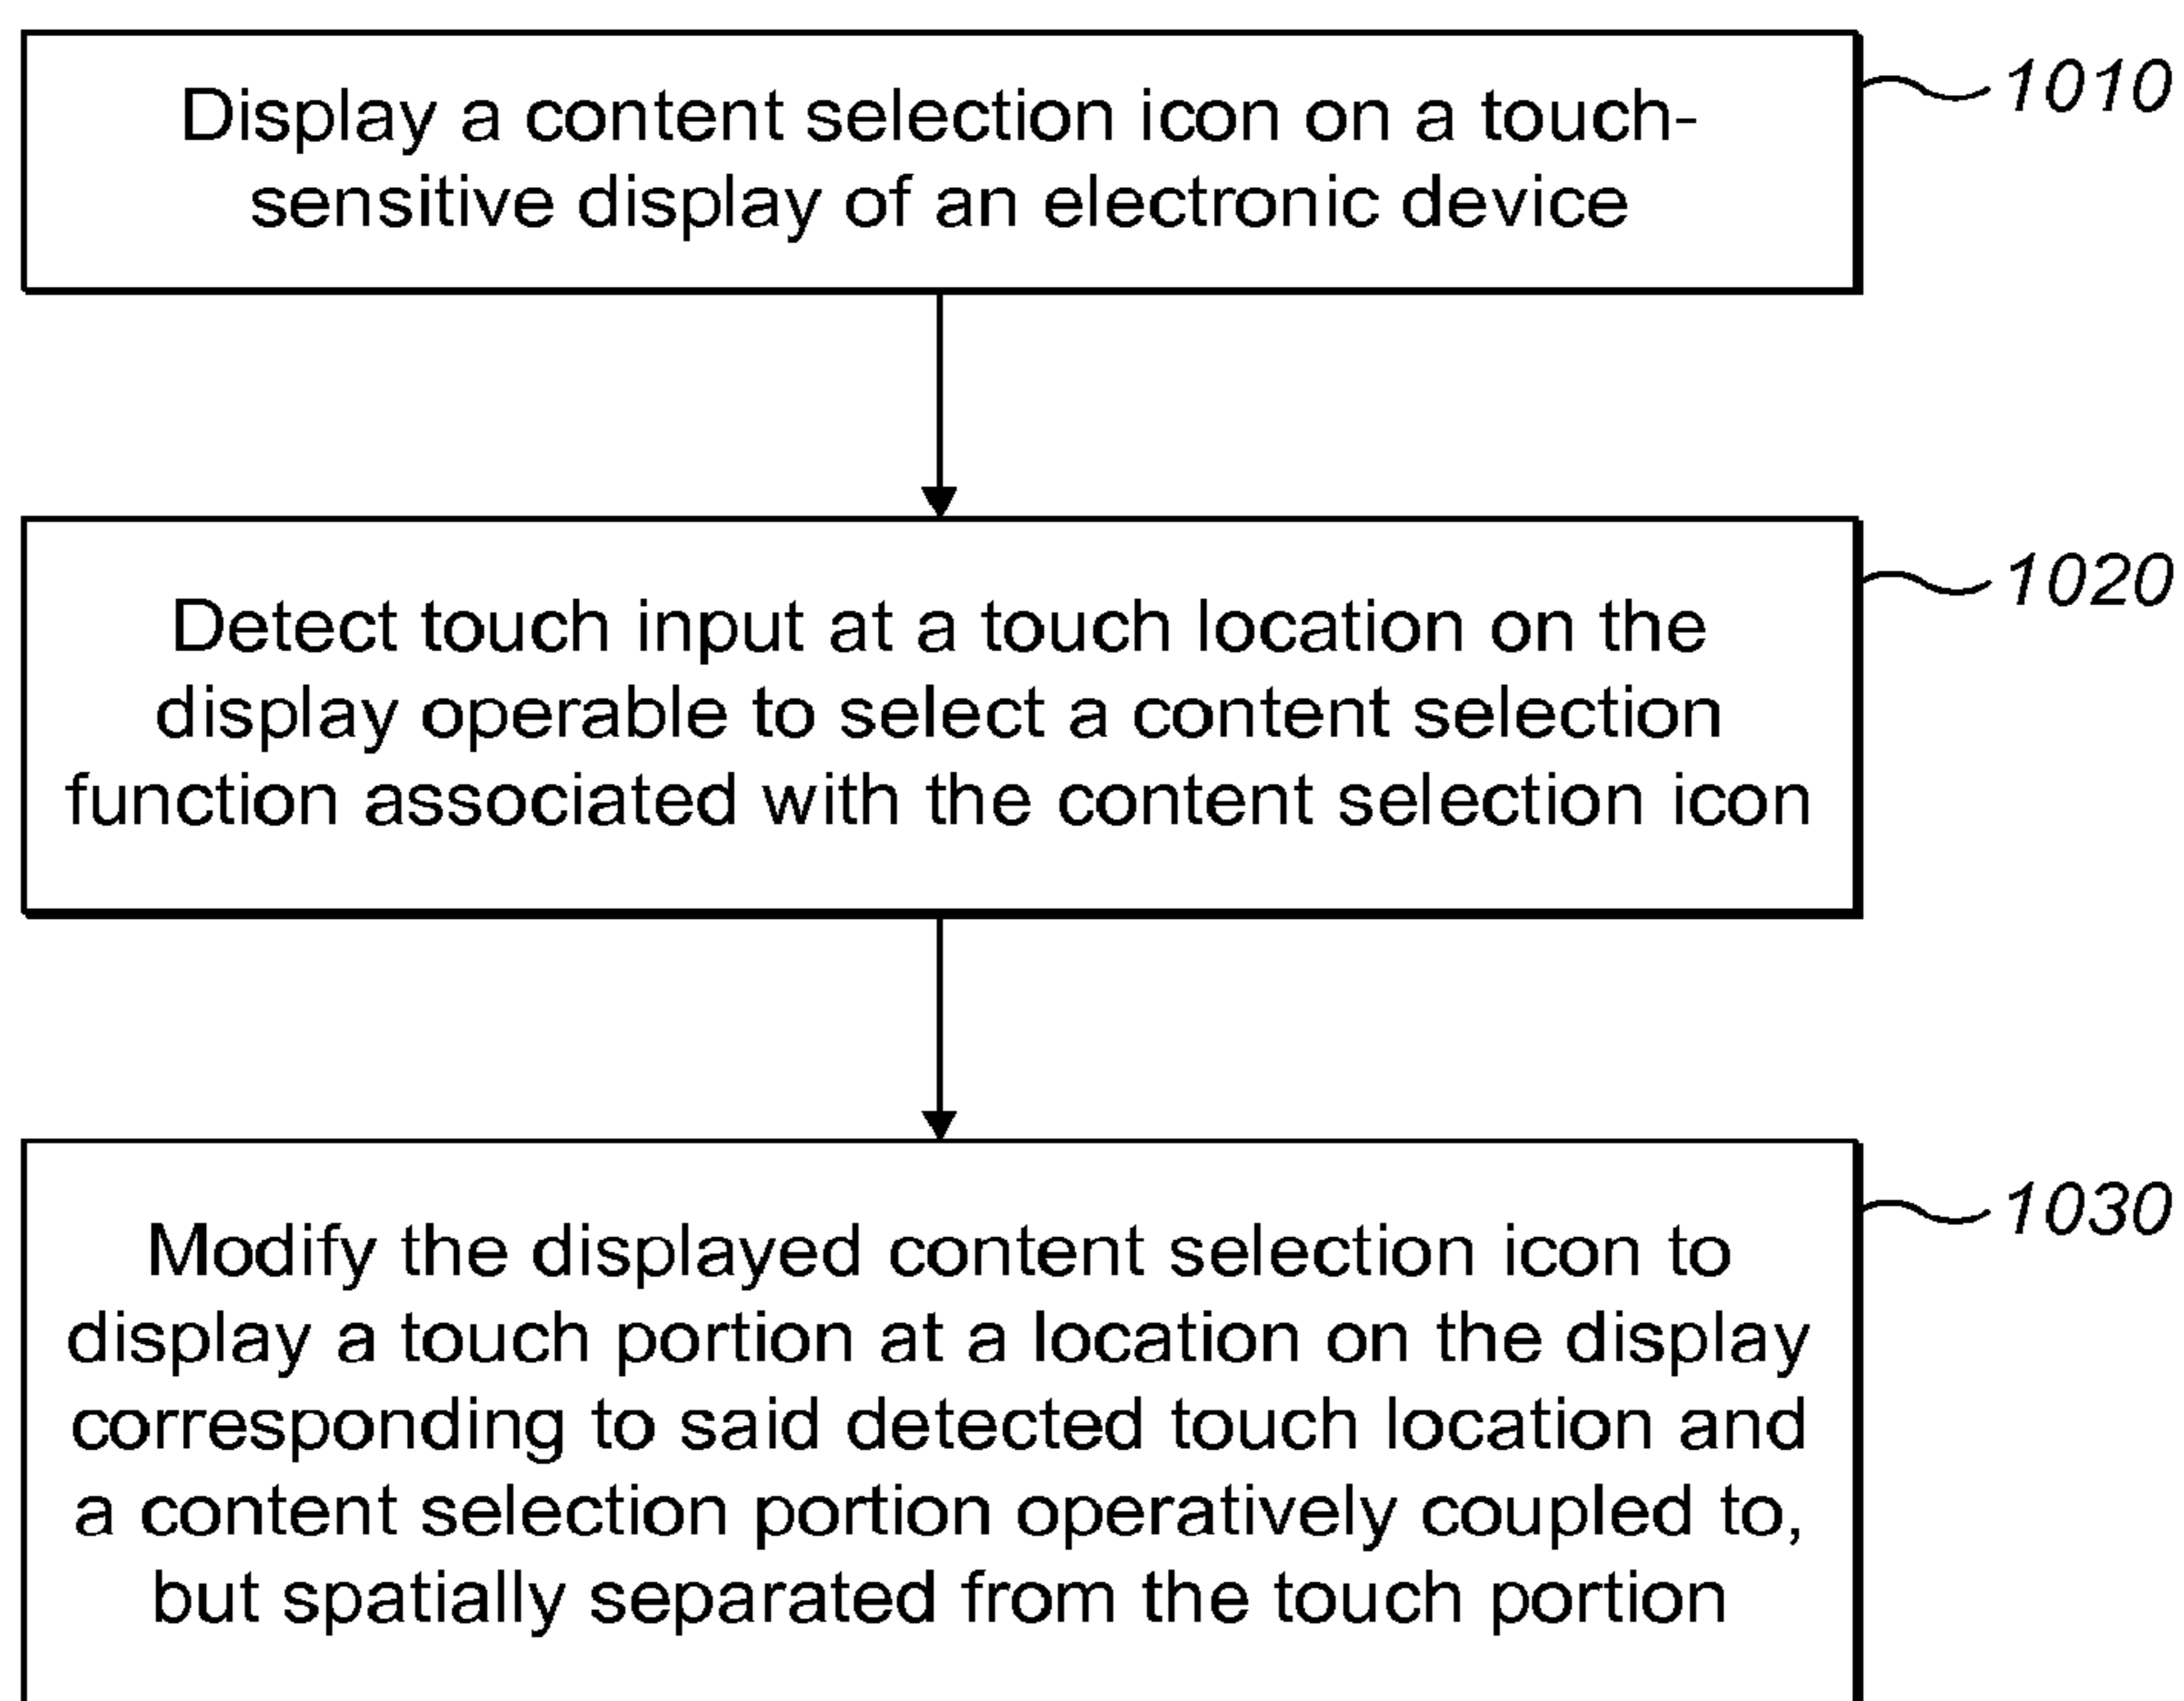 Display a content selection icon on a touch-
sensitive display of an electronic device
1010
Detect touch input at a touch location on the
display operable to select a content selection
function associated with the content selection icon
1020
Modify the displayed content selection icon to
display a touch portion at a location on the display
corresponding to said detected touch location and
a content selection portion operatively coupled to,
but spatially separated from the touch portion
1030